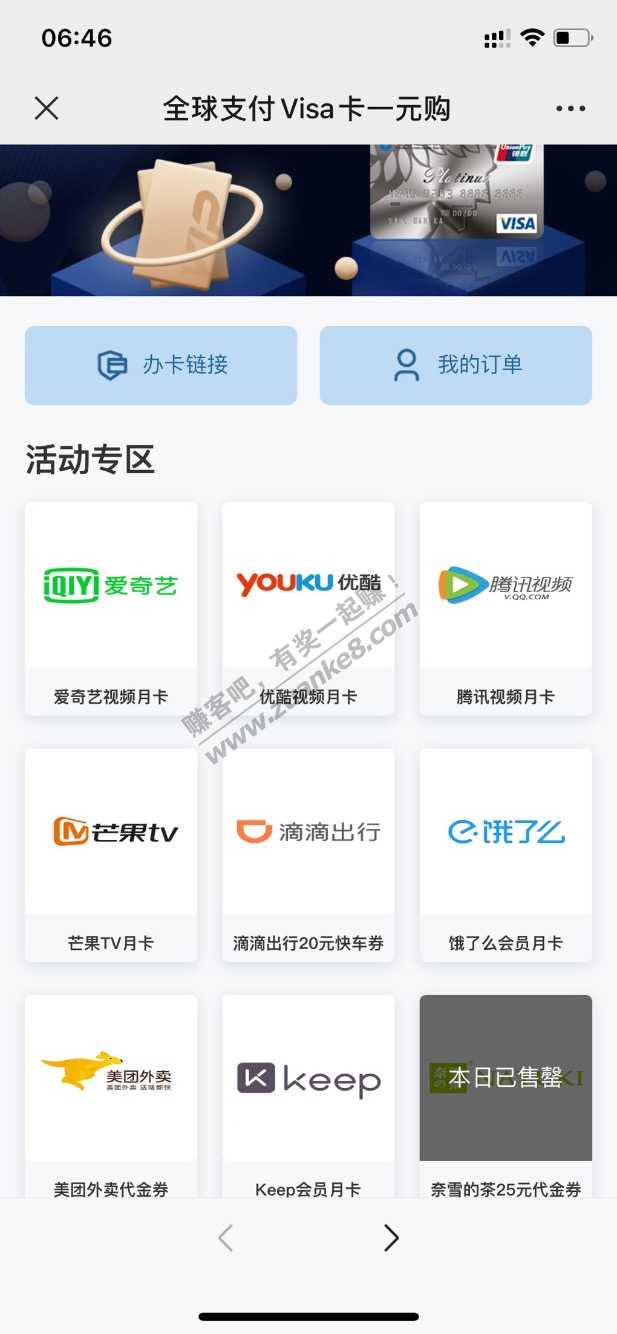 06:46
全球支付Visa卡一元购
UnionPay
银联
Platinum
VISA
办卡链接
我的订单
活动专区
iQIYI 爱奇艺
YOUKU 优酷
腾讯视频
V.QQ.COM
爱奇艺视频月卡
优酷视频月卡
腾讯视频月卡
赚客吧，有奖一起赚！
www.zuanke8.com
芒果tv
滴滴出行
饿了么
芒果TV月卡
滴滴出行20元快车券
饿了么会员月卡
美团外卖
美团外卖 送啥都快
keep
本日已售罄
美团外卖代金券
Keep会员月卡
奈雪的茶25元代金券